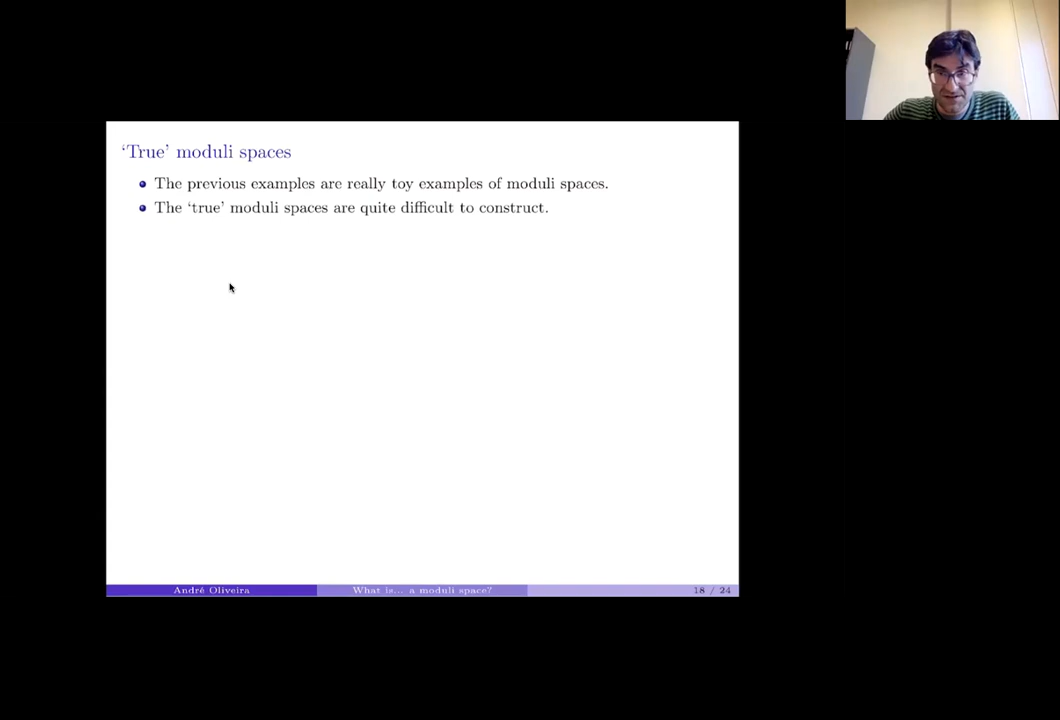 ‘True’ moduli spaces
The previous examples are really toy examples of moduli spaces.
The ‘true’ moduli spaces are quite difficult to construct.
André Oliveira
What is... a moduli space?
18 / 24